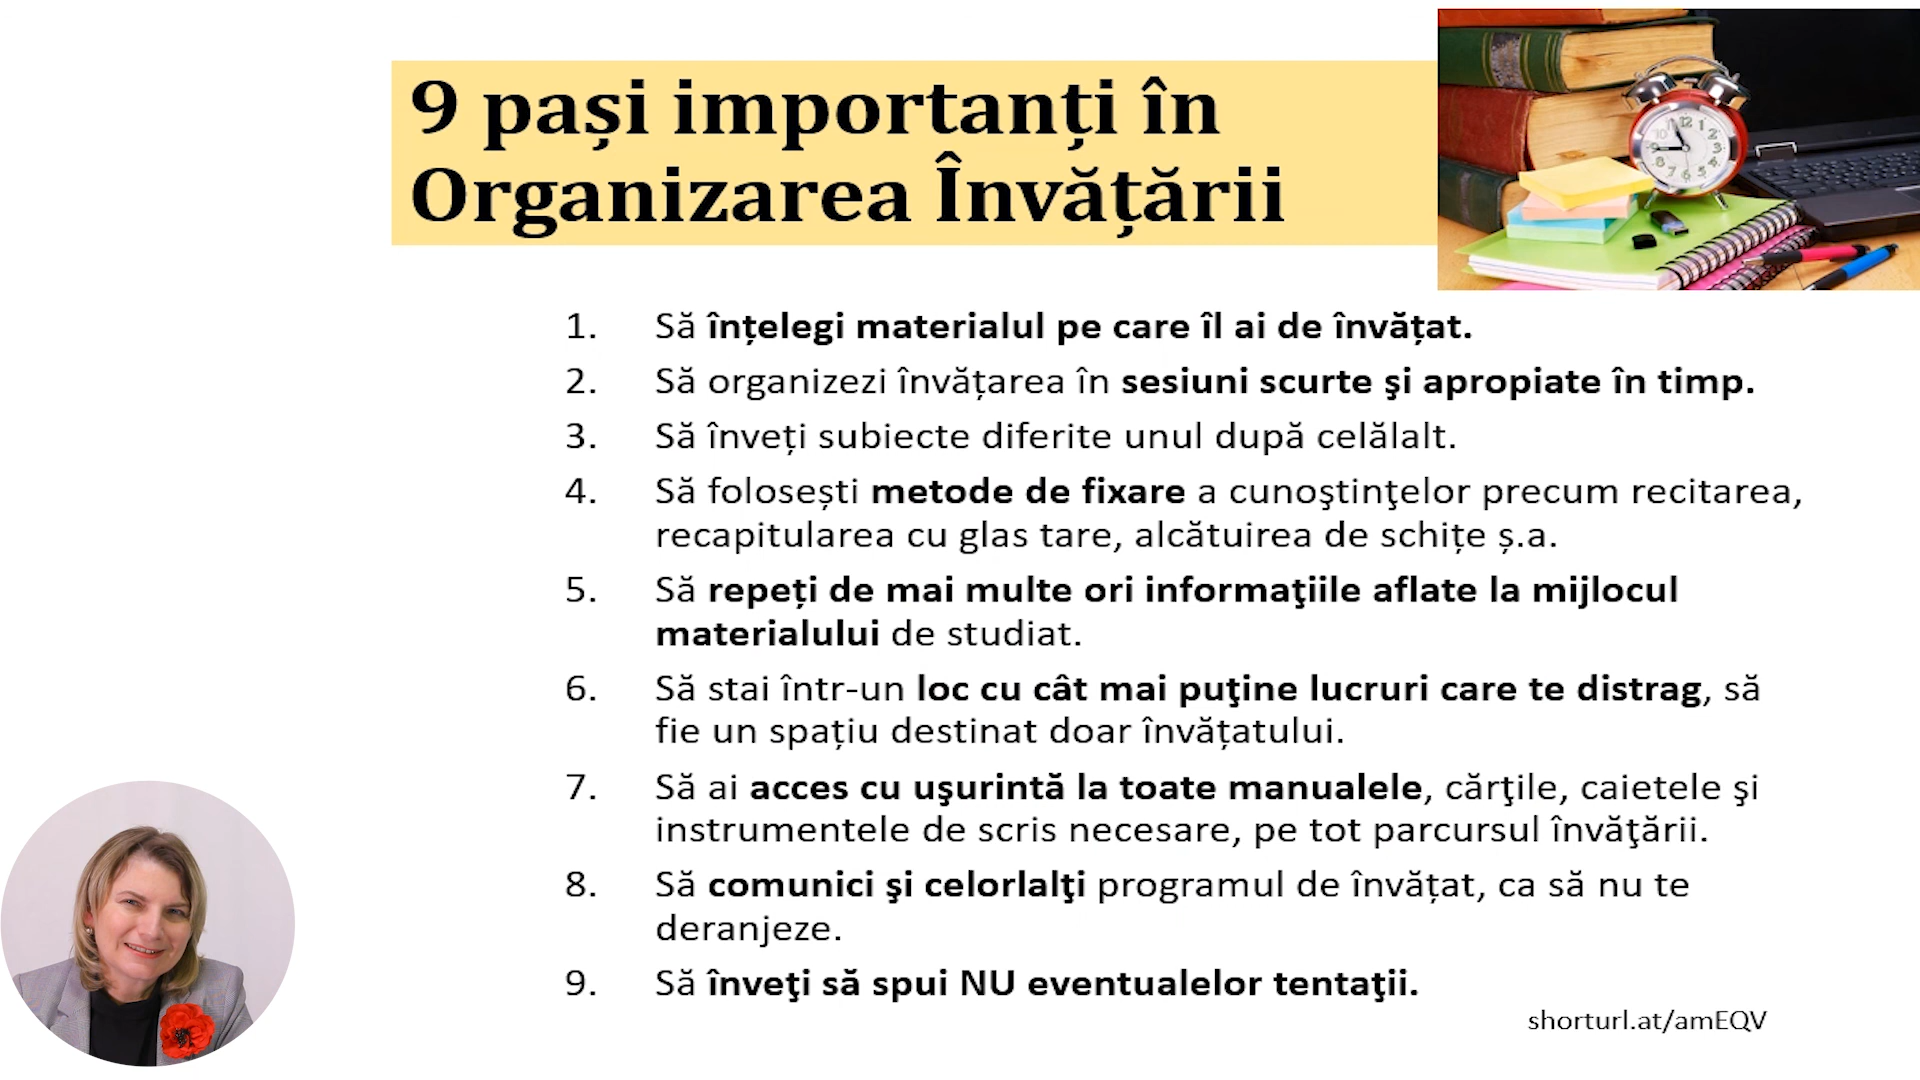 9 pași importanți în
Organizarea Învățării
1. Să înțelegi materialul pe care îl ai de învățat.
2. Să organizezi învățarea în sesiuni scurte şi apropiate în timp.
3. Să înveți subiecte diferite unul după celălalt.
4. Să folosești metode de fixare a cunoştinţelor precum recitarea,
recapitularea cu glas tare, alcătuirea de schițe ș.a.
5. Să repeți de mai multe ori informaţiile aflate la mijlocul
materialului de studiat.
6. Să stai într-un loc cu cât mai puţine lucruri care te distrag, să
fie un spațiu destinat doar învățatului.
7. Să ai acces cu uşurintă la toate manualele, cărţile, caietele şi
instrumentele de scris necesare, pe tot parcursul învăţării.
8. Să comunici şi celorlalţi programul de învățat, ca să nu te
deranjeze.
9. Să înveţi să spui NU eventualelor tentaţii.
shorturl.at/amEQV